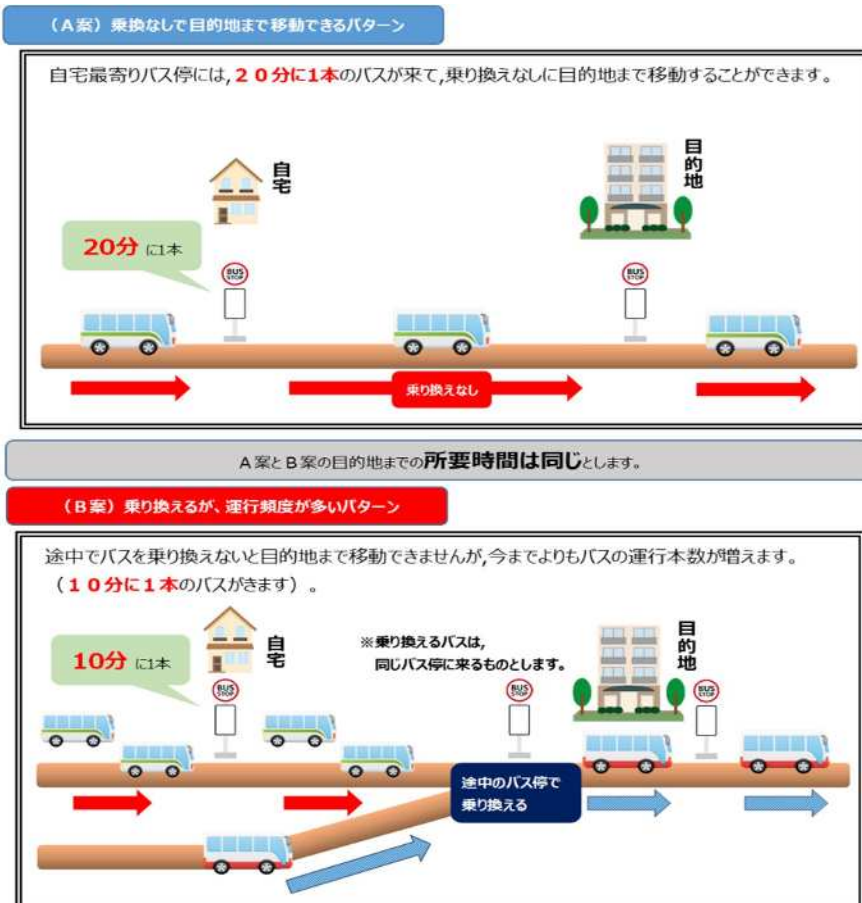 （Ａ案）乗換なしで目的地まで移動できるパターン
自宅最寄りバス停には,２０分に1本のバスが来て,乗り換えなしに目的地まで移動することができます。
自宅
目的地
20分 に1本
BUS STOP
BUS STOP
乗り換えなし
Ａ案とＢ案の目的地までの所要時間は同じとします。
（Ｂ案）乗り換えるが、運行頻度が多いパターン
途中でバスを乗り換えないと目的地まで移動できませんが,今までよりもバスの運行本数が増えます。
（１０分に１本のバスがきます）。
自宅
※乗り換えるバスは,
同じバス停に来るものとします。
目的地
10分 に1本
BUS STOP
BUS STOP
BUS STOP
途中のバス停で
乗り換える